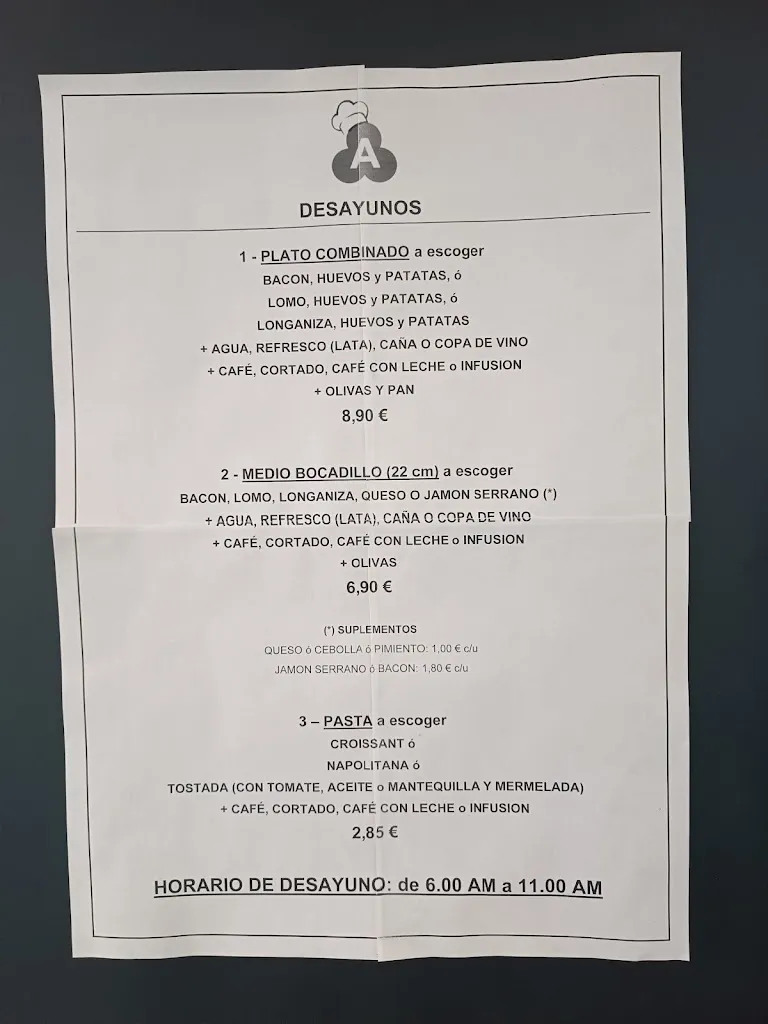 A
DESAYUNOS
1 - PLATO COMBINADO a escoger
BACON, HUEVOS y PATATAS, ó
LOMO, HUEVOS y PATATAS, ó
LONGANIZA, HUEVOS y PATATAS
+ AGUA, REFRESCO (LATA), CAÑA O COPA DE VINO
+ CAFÉ, CORTADO, CAFÉ CON LECHE o INFUSION
+ OLIVAS Y PAN
8,90 €
2 - MEDIO BOCADILLO (22 cm) a escoger
BACON, LOMO, LONGANIZA, QUESO O JAMON SERRANO (*)
+ AGUA, REFRESCO (LATA), CAÑA O COPA DE VINO
+ CAFÉ, CORTADO, CAFÉ CON LECHE o INFUSION
+ OLIVAS
6,90 €
(*) SUPLEMENTOS
QUESO ó CEBOLLA ó PIMIENTO: 1,00 € c/u
JAMON SERRANO ó BACON: 1,80 € c/u
3 – PASTA a escoger
CROISSANT ó
NAPOLITANA ó
TOSTADA (CON TOMATE, ACEITE o MANTEQUILLA Y MERMELADA)
+ CAFÉ, CORTADO, CAFÉ CON LECHE o INFUSION
2,85 €
HORARIO DE DESAYUNO: de 6.00 AM a 11.00 AM